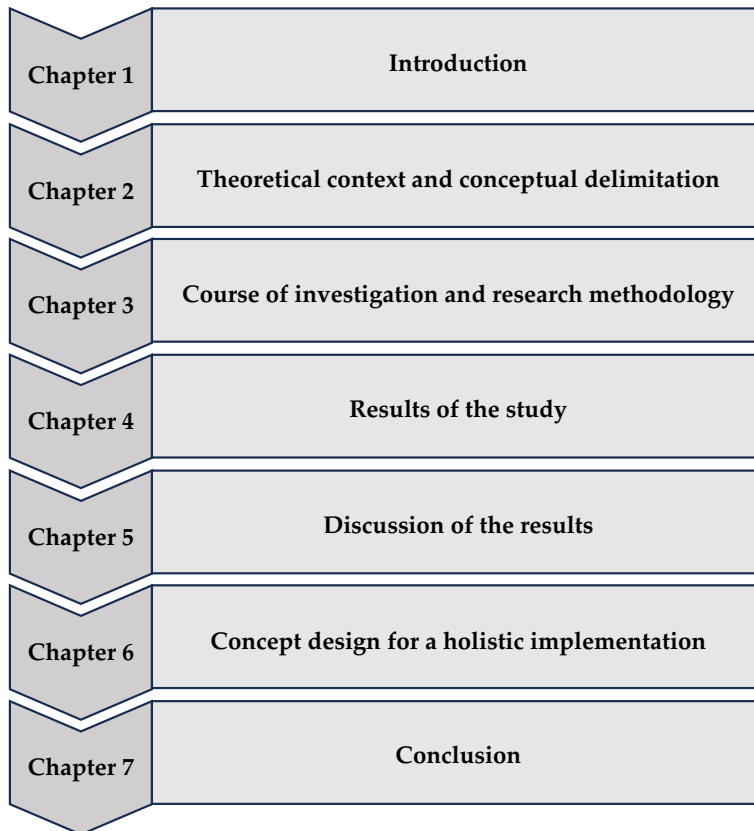 Chapter 1
Introduction
Chapter 2
Theoretical context and conceptual delimitation
Chapter 3
Course of investigation and research methodology
Chapter 4
Results of the study
Chapter 5
Discussion of the results
Chapter 6
Concept design for a holistic implementation
Chapter 7
Conclusion